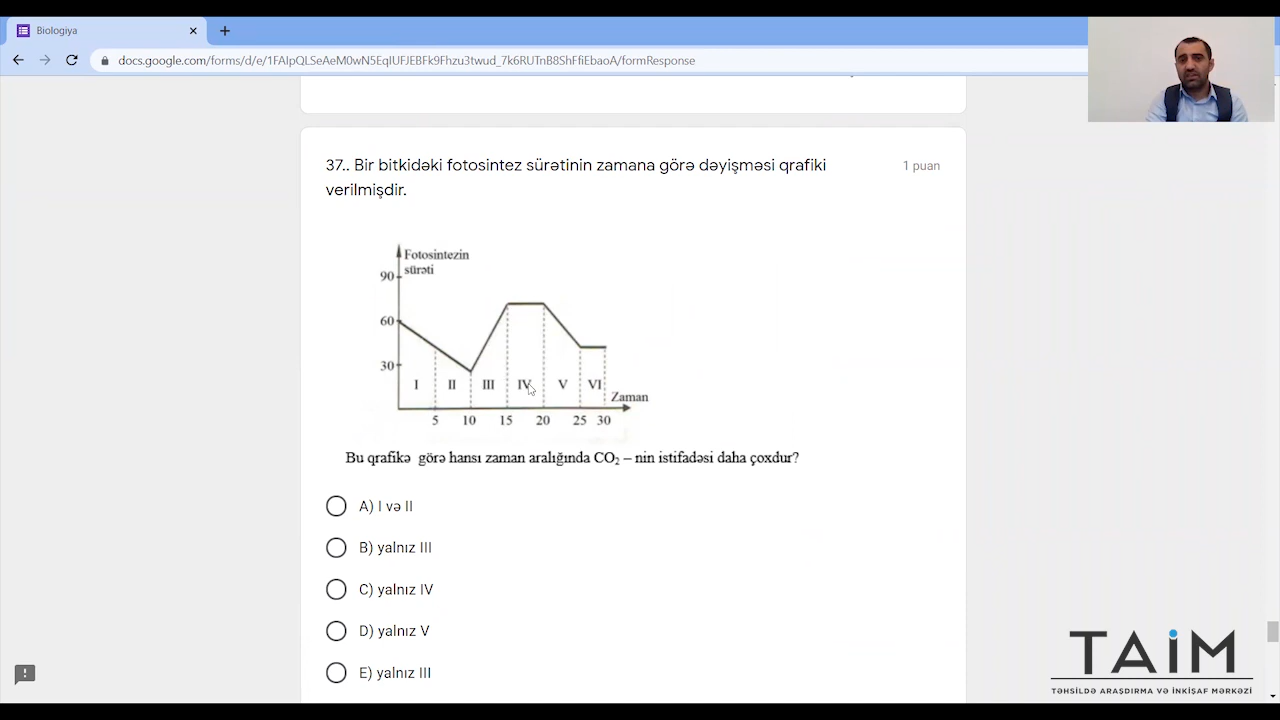 Biologiya
docs.google.com/forms/d/e/1FAIpQLSeAeM0wN5EqIUFJEBFk9Fhzu3twud_7k6RUTnB8ShFfiEbaoA/formResponse
37.. Bir bitkidəki fotosintez sürətinin zamana görə dəyişməsi qrafiki
verilmişdir.
1 puan
Fotosintezin
sürəti
90
60
30
I II III IV V VI
Zaman
5 10 15 20 25 30
Bu qrafikə görə hansı zaman aralığında CO₂ – nin istifadəsi daha çoxdur?
A) I və II
B) yalnız III
C) yalnız IV
D) yalnız V
E) yalnız III
TAiM
TƏHSİLDƏ ARAŞDIRMA VƏ İNKİŞAF MƏRKƏZİ